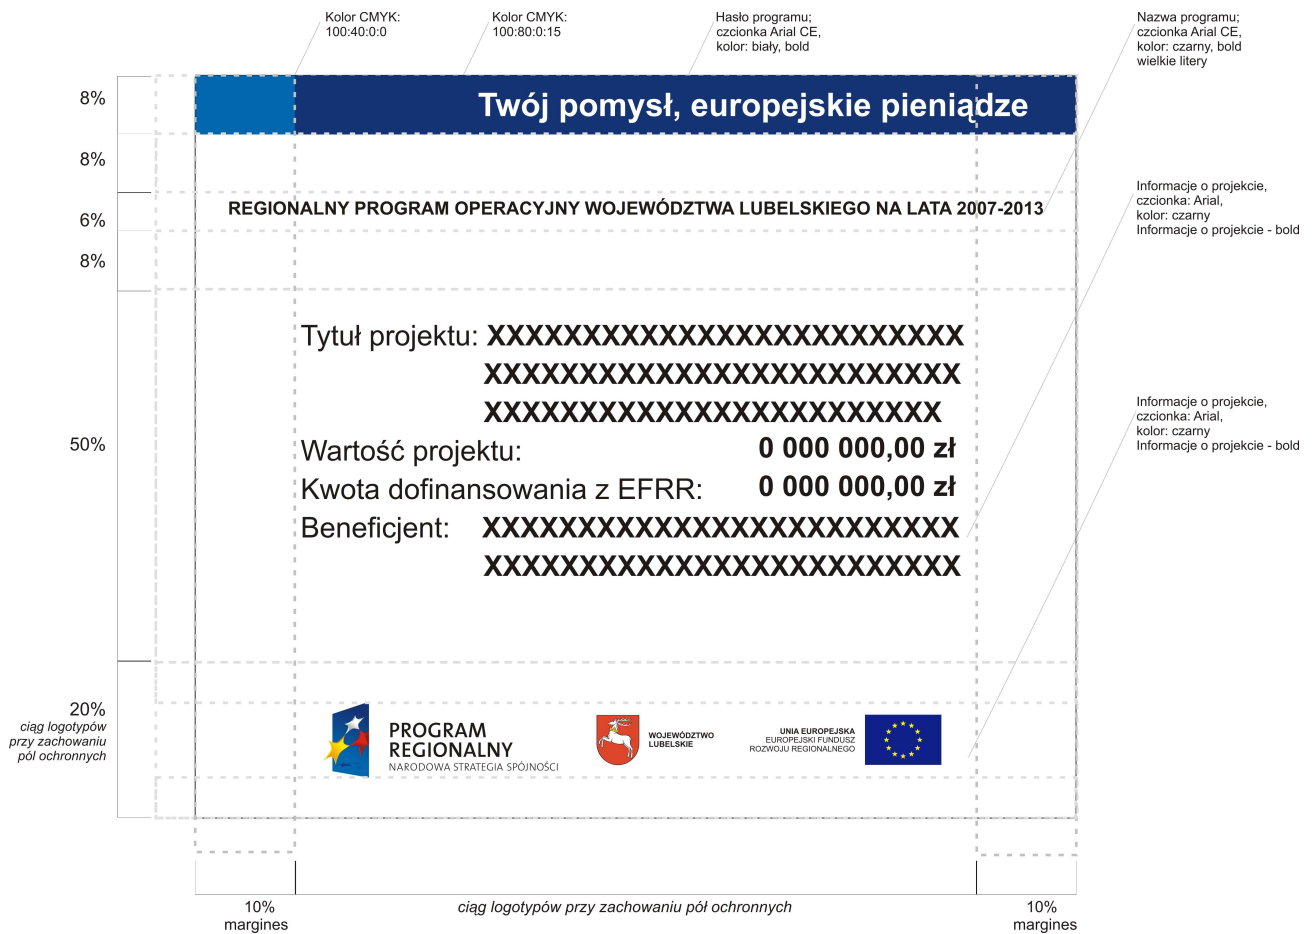 Kolor CMYK:
100:40:0:0
Kolor CMYK:
100:80:0:15
Hasło programu;
czcionka Arial CE,
kolor: biały, bold
Nazwa programu;
czcionka Arial CE,
kolor: czarny, bold
wielkie litery
8%
Twój pomysł, europejskie pieniądze
8%
6%
REGIONALNY PROGRAM OPERACYJNY WOJEWÓDZTWA LUBELSKIEGO NA LATA 2007-2013
Informacje o projekcie,
czcionka: Arial,
kolor: czarny
Informacje o projekcie - bold
8%
Tytuł projektu: XXXXXXXXXXXXXXXXXXXXXXXXX
XXXXXXXXXXXXXXXXXXXXXXXXX
XXXXXXXXXXXXXXXXXXXXXXXX
50%
Wartość projektu: 0 000 000,00 zł
Kwota dofinansowania z EFRR: 0 000 000,00 zł
Beneficjent: XXXXXXXXXXXXXXXXXXXXXXXXX
XXXXXXXXXXXXXXXXXXXXXXXXX
Informacje o projekcie,
czcionka: Arial,
kolor: czarny
Informacje o projekcie - bold
20%
ciąg logotypów
przy zachowaniu
pól ochronnych
PROGRAM
REGIONALNY
NARODOWA STRATEGIA SPÓJNOŚCI
WOJEWÓDZTWO
LUBELSKIE
UNIA EUROPEJSKA
EUROPEJSKI FUNDUSZ
ROZWOJU REGIONALNEGO
10%
margines
ciąg logotypów przy zachowaniu pól ochronnych
10%
margines